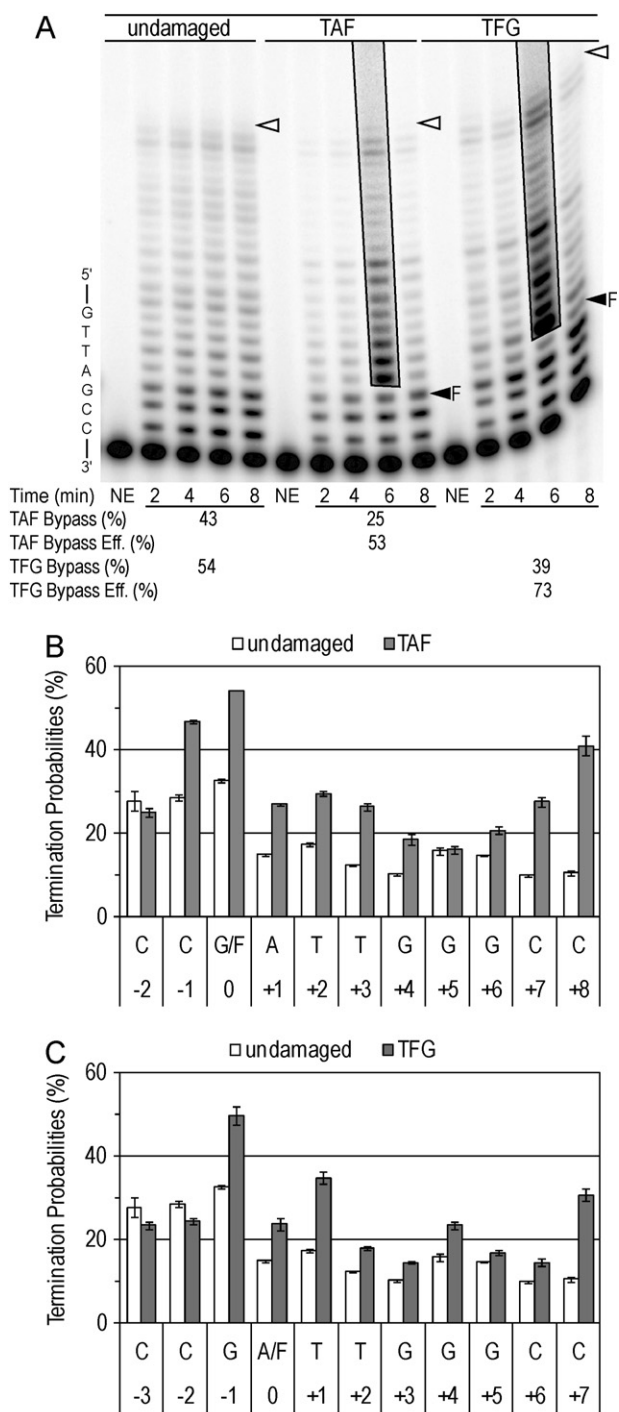 A
undamaged TAF TFG
F
F
5'
G
T
T
A
G
C
C
3'
Time (min) NE 2 4 6 8 NE 2 4 6 8 NE 2 4 6 8
TAF Bypass (%) 43 25
TAF Bypass Eff. (%) 53
TFG Bypass (%) 54 39
TFG Bypass Eff. (%) 73
B
undamaged TAF
Termination Probabilities (%)
60
40
20
0
C C G/F A T T G G G C C
-2 -1 0 +1 +2 +3 +4 +5 +6 +7 +8
C
undamaged TFG
Termination Probabilities (%)
60
40
20
0
C C G A/F T T G G G C C
-3 -2 -1 0 +1 +2 +3 +4 +5 +6 +7